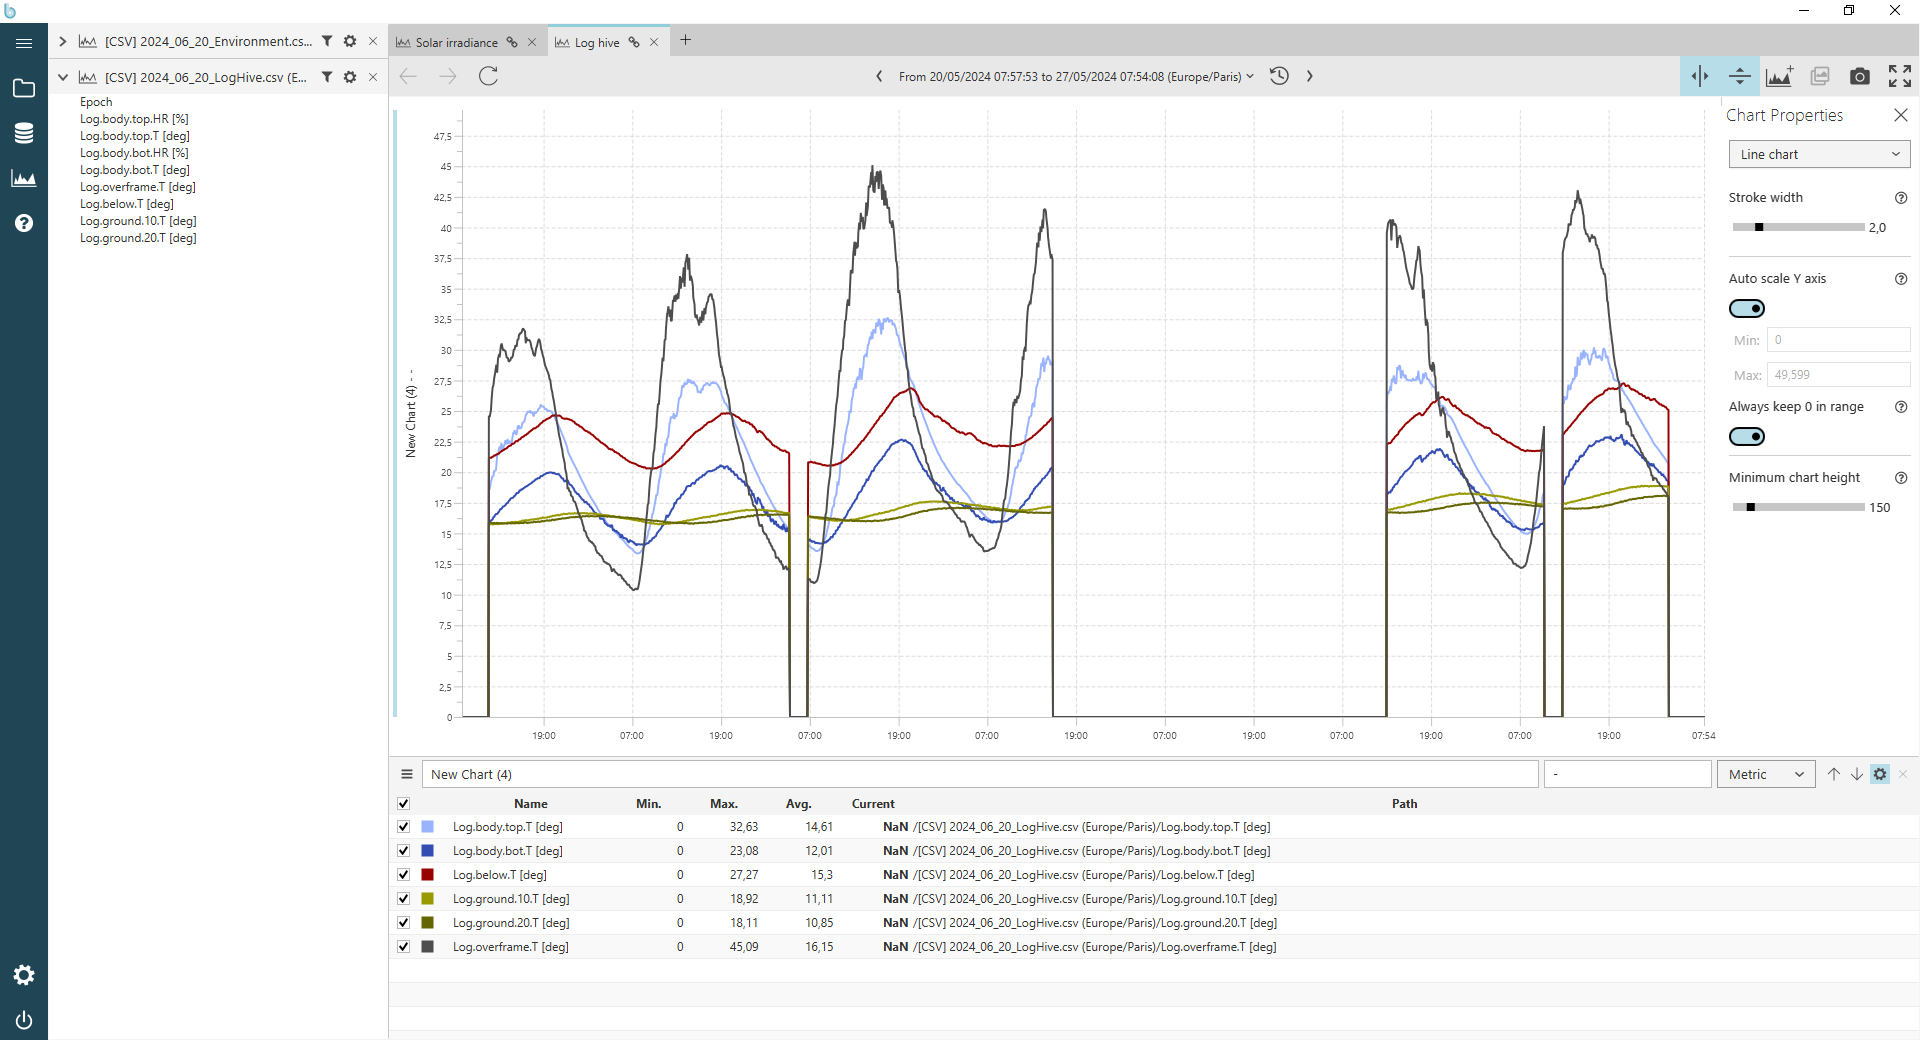 [CSV] 2024_06_20_Environment.cs...
[CSV] 2024_06_20_LogHive.csv (E...
Epoch
Log.body.top.HR [%]
Log.body.top.T [deg]
Log.body.bot.HR [%]
Log.body.bot.T [deg]
Log.overframe.T [deg]
Log.below.T [deg]
Log.ground.10.T [deg]
Log.ground.20.T [deg]
Solar irradiance
Log hive
From 20/05/2024 07:57:53 to 27/05/2024 07:54:08 (Europe/Paris)
New Chart (4) - -
47,5
45
42,5
40
37,5
35
32,5
30
27,5
25
22,5
20
17,5
15
12,5
10
7,5
5
2,5
0
19:00 07:00 19:00 07:00 19:00 07:00 19:00 07:00 19:00 07:00 19:00 07:00 19:00 07:54
Chart Properties
Line chart
Stroke width
2,0
Auto scale Y axis
Min: 0
Max: 49,599
Always keep 0 in range
Minimum chart height
150
New Chart (4) - Metric
Name Min. Max. Avg. Current Path
Log.body.top.T [deg] 0 32,63 14,61 NaN /[CSV] 2024_06_20_LogHive.csv (Europe/Paris)/Log.body.top.T [deg]
Log.body.bot.T [deg] 0 23,08 12,01 NaN /[CSV] 2024_06_20_LogHive.csv (Europe/Paris)/Log.body.bot.T [deg]
Log.below.T [deg] 0 27,27 15,3 NaN /[CSV] 2024_06_20_LogHive.csv (Europe/Paris)/Log.below.T [deg]
Log.ground.10.T [deg] 0 18,92 11,11 NaN /[CSV] 2024_06_20_LogHive.csv (Europe/Paris)/Log.ground.10.T [deg]
Log.ground.20.T [deg] 0 18,11 10,85 NaN /[CSV] 2024_06_20_LogHive.csv (Europe/Paris)/Log.ground.20.T [deg]
Log.overframe.T [deg] 0 45,09 16,15 NaN /[CSV] 2024_06_20_LogHive.csv (Europe/Paris)/Log.overframe.T [deg]